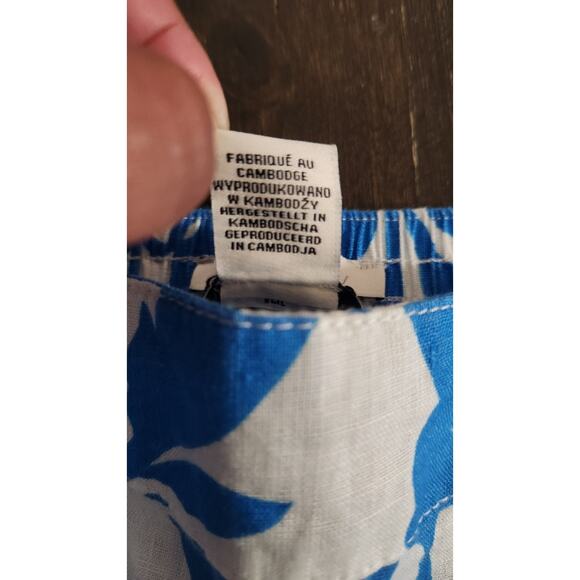 FABRIQUÉ AU
CAMBODGE
WYPRODUKOWANO
W KAMBODŻY
HERGESTELLT IN
KAMBODSCHA
GEPRODUCEERD
IN CAMBODJA